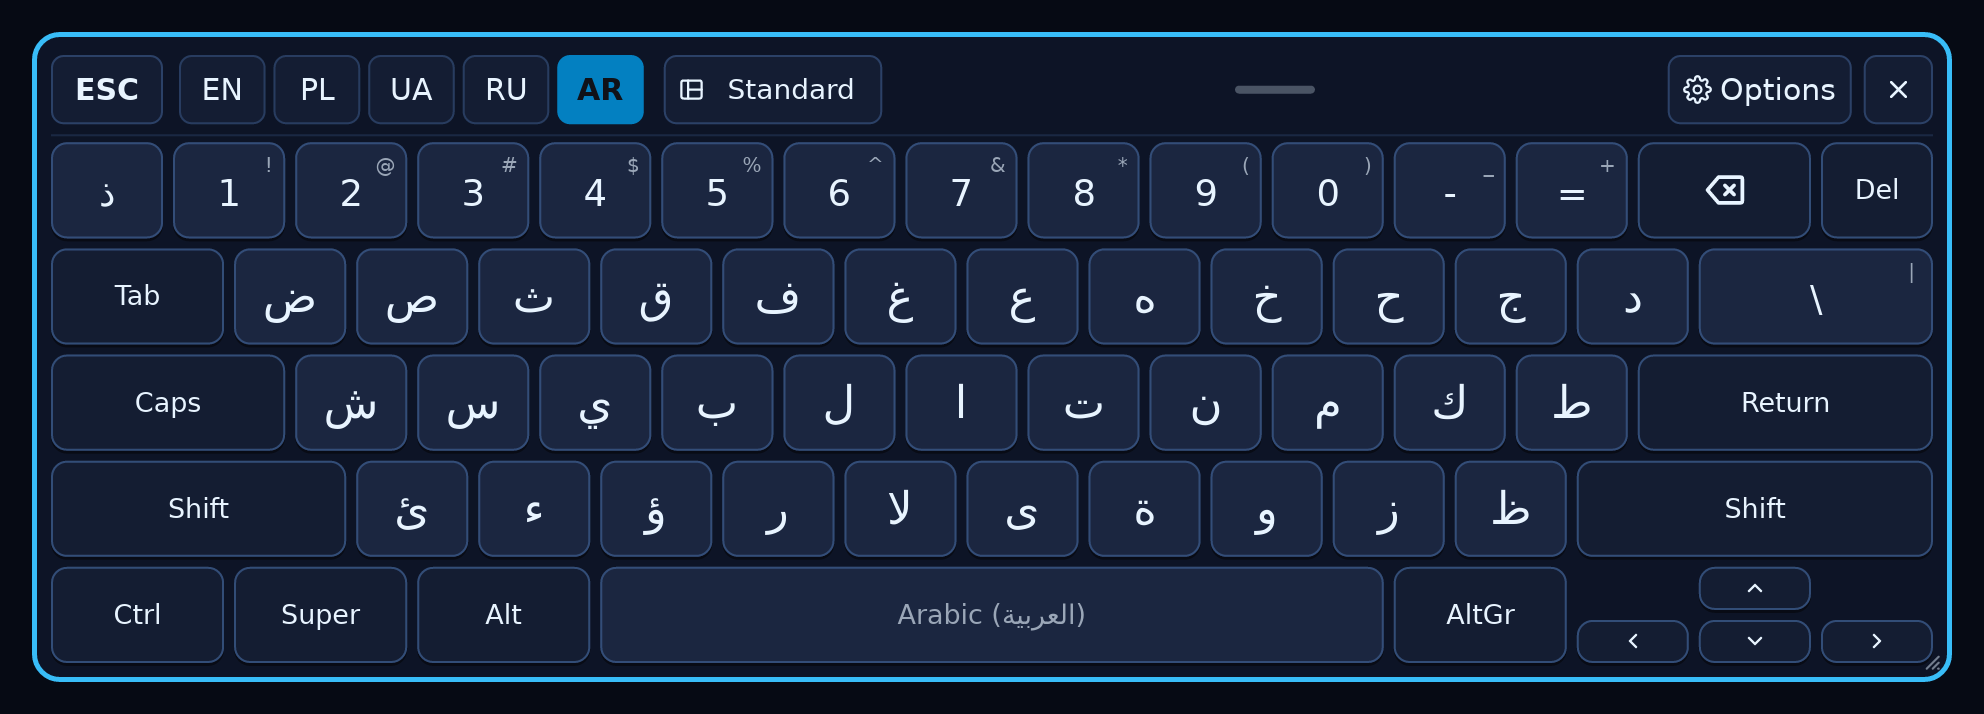 ESC EN PL UA RU AR Standard Options
ذ 1 ! 2 @ 3 # 4 $ 5 % 6 ^ 7 & 8 * 9 ( 0 ) - _ = + Del
Tab ض ص ث ق ف غ ع ه خ ح ج د \ |
Caps ش س ي ب ل ا ت ن م ك ط Return
Shift ئ ء ؤ ر لا ى ة و ز ظ Shift
Ctrl Super Alt Arabic (العربية) AltGr